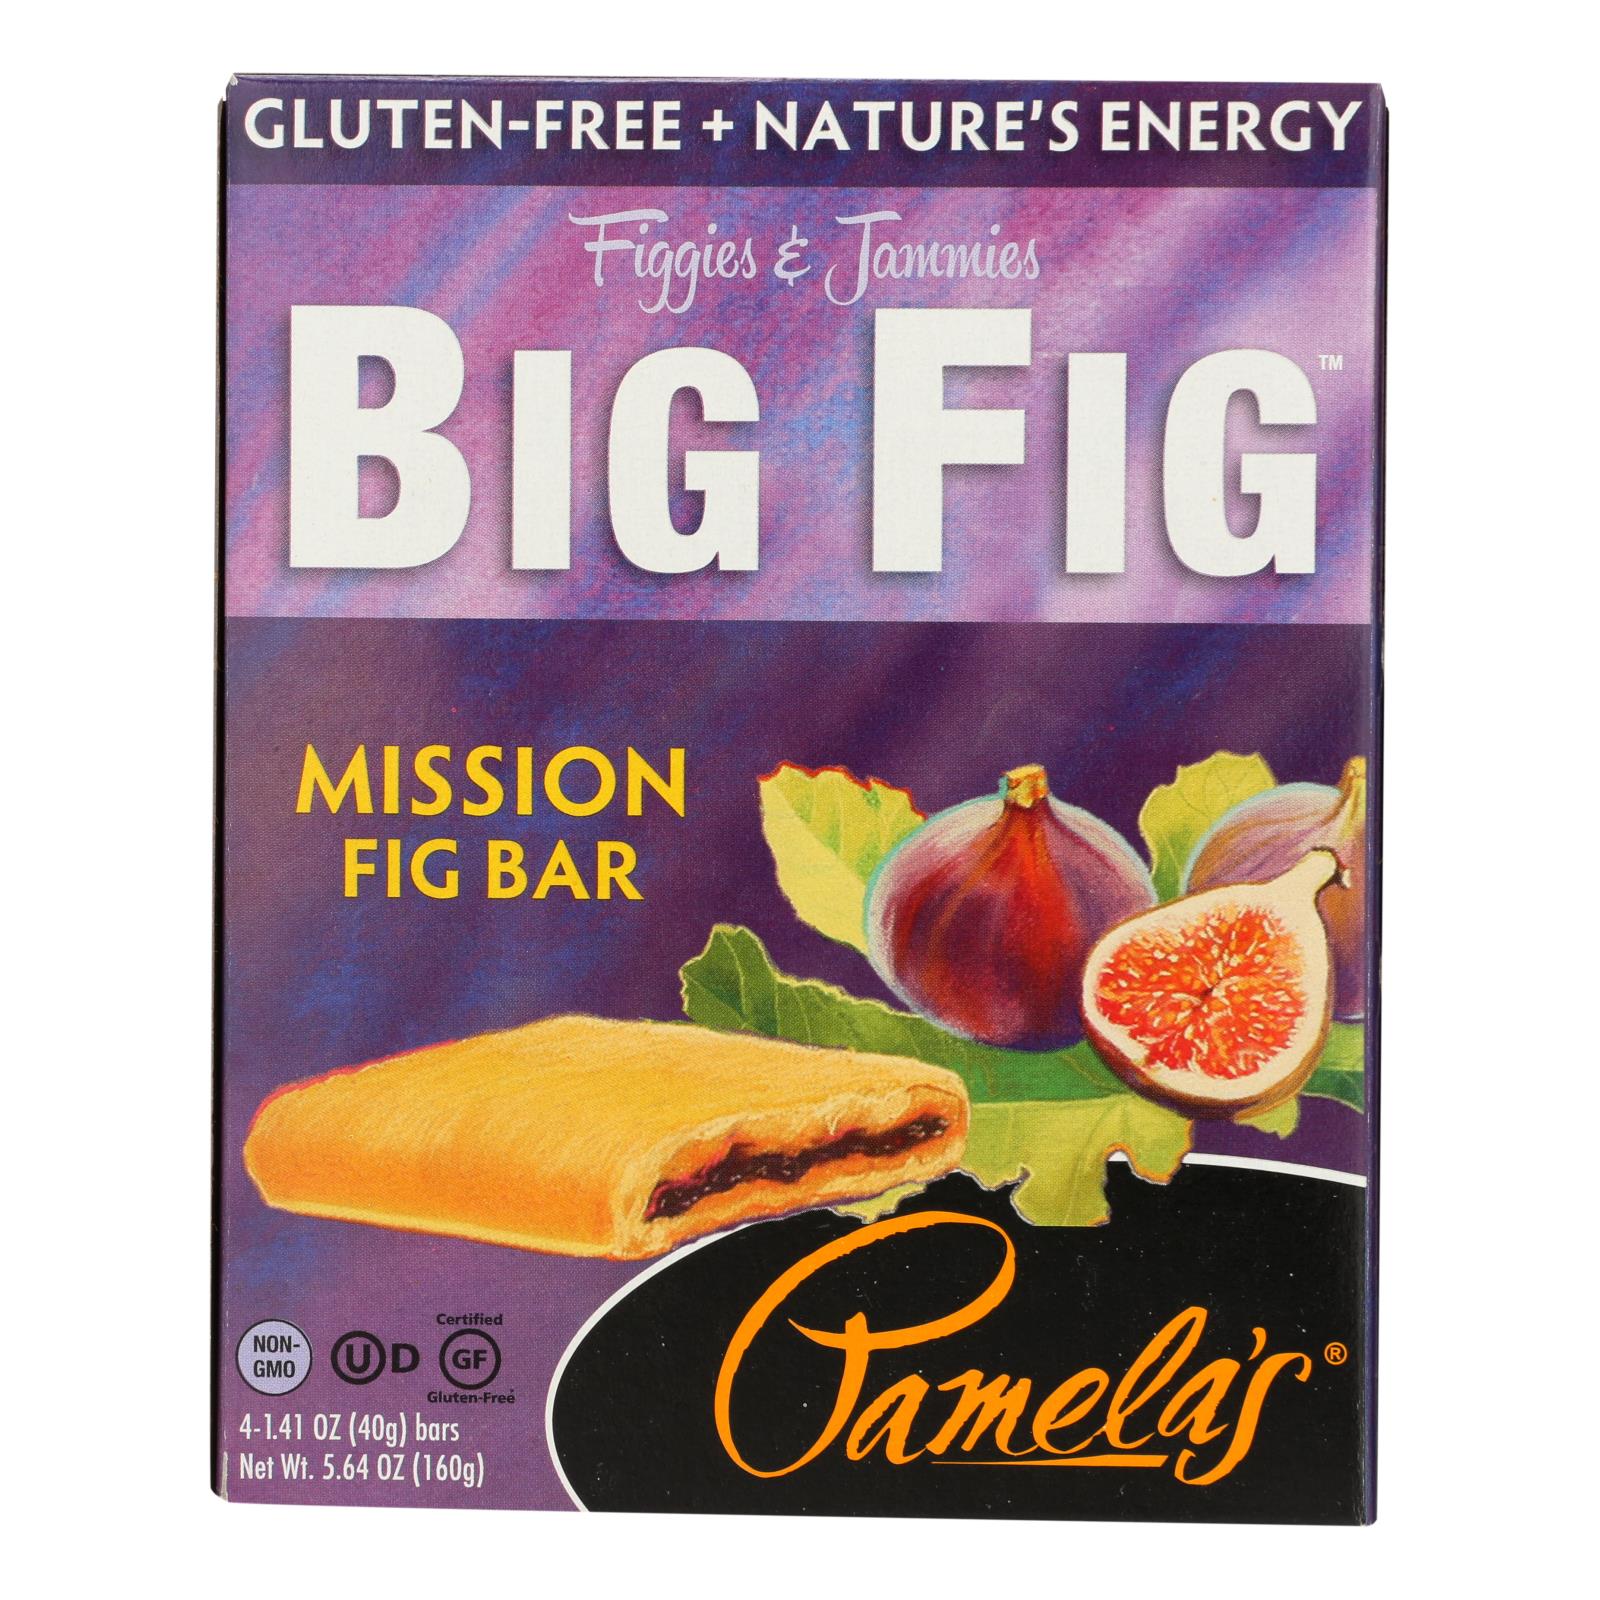 GLUTEN-FREE + NATURE'S ENERGY
Figgies & Jammies
BIG FIG™
MISSION
FIG BAR
NON-
GMO
U D
Certified
GF
Gluten-Free
4-1.41 OZ (40g) bars
Net Wt. 5.64 OZ (160g)
Pamela's®